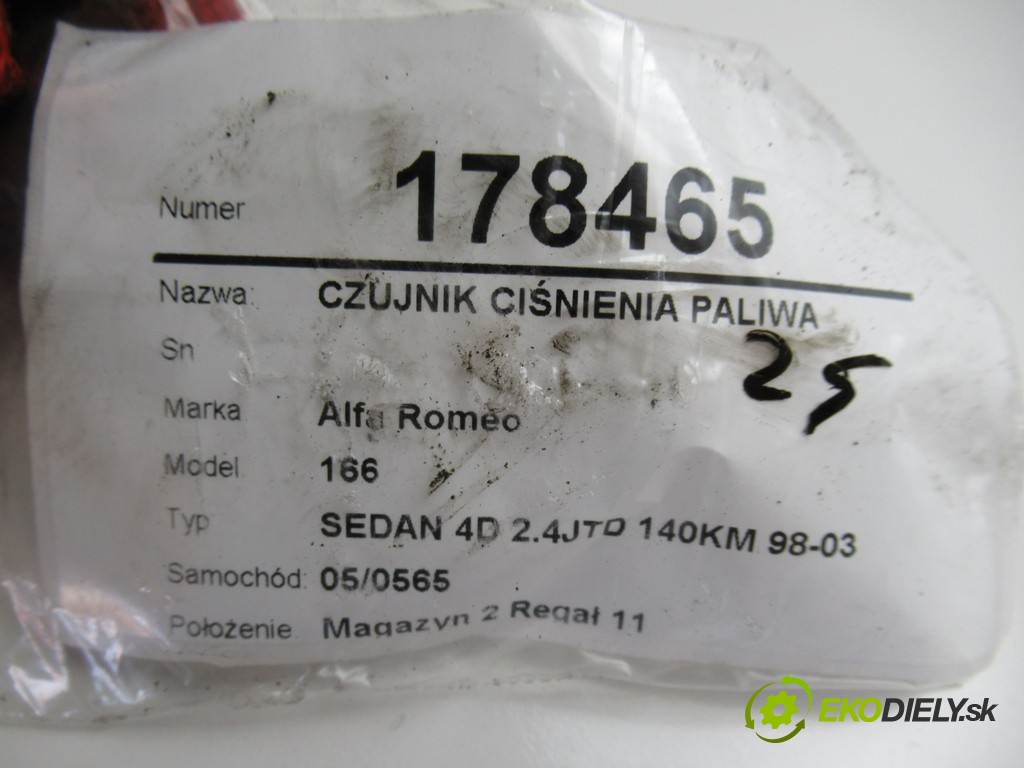 Numer 178465
Nazwa: CZUJNIK CIŚNIENIA PALIWA
Sn
25
Marka Alfa Romeo
Model 166
Typ SEDAN 4D 2.4JTD 140KM 98-03
Samochód: 05/0565
Położenie Magazyn 2 Regał 11
EKODIELY.sk